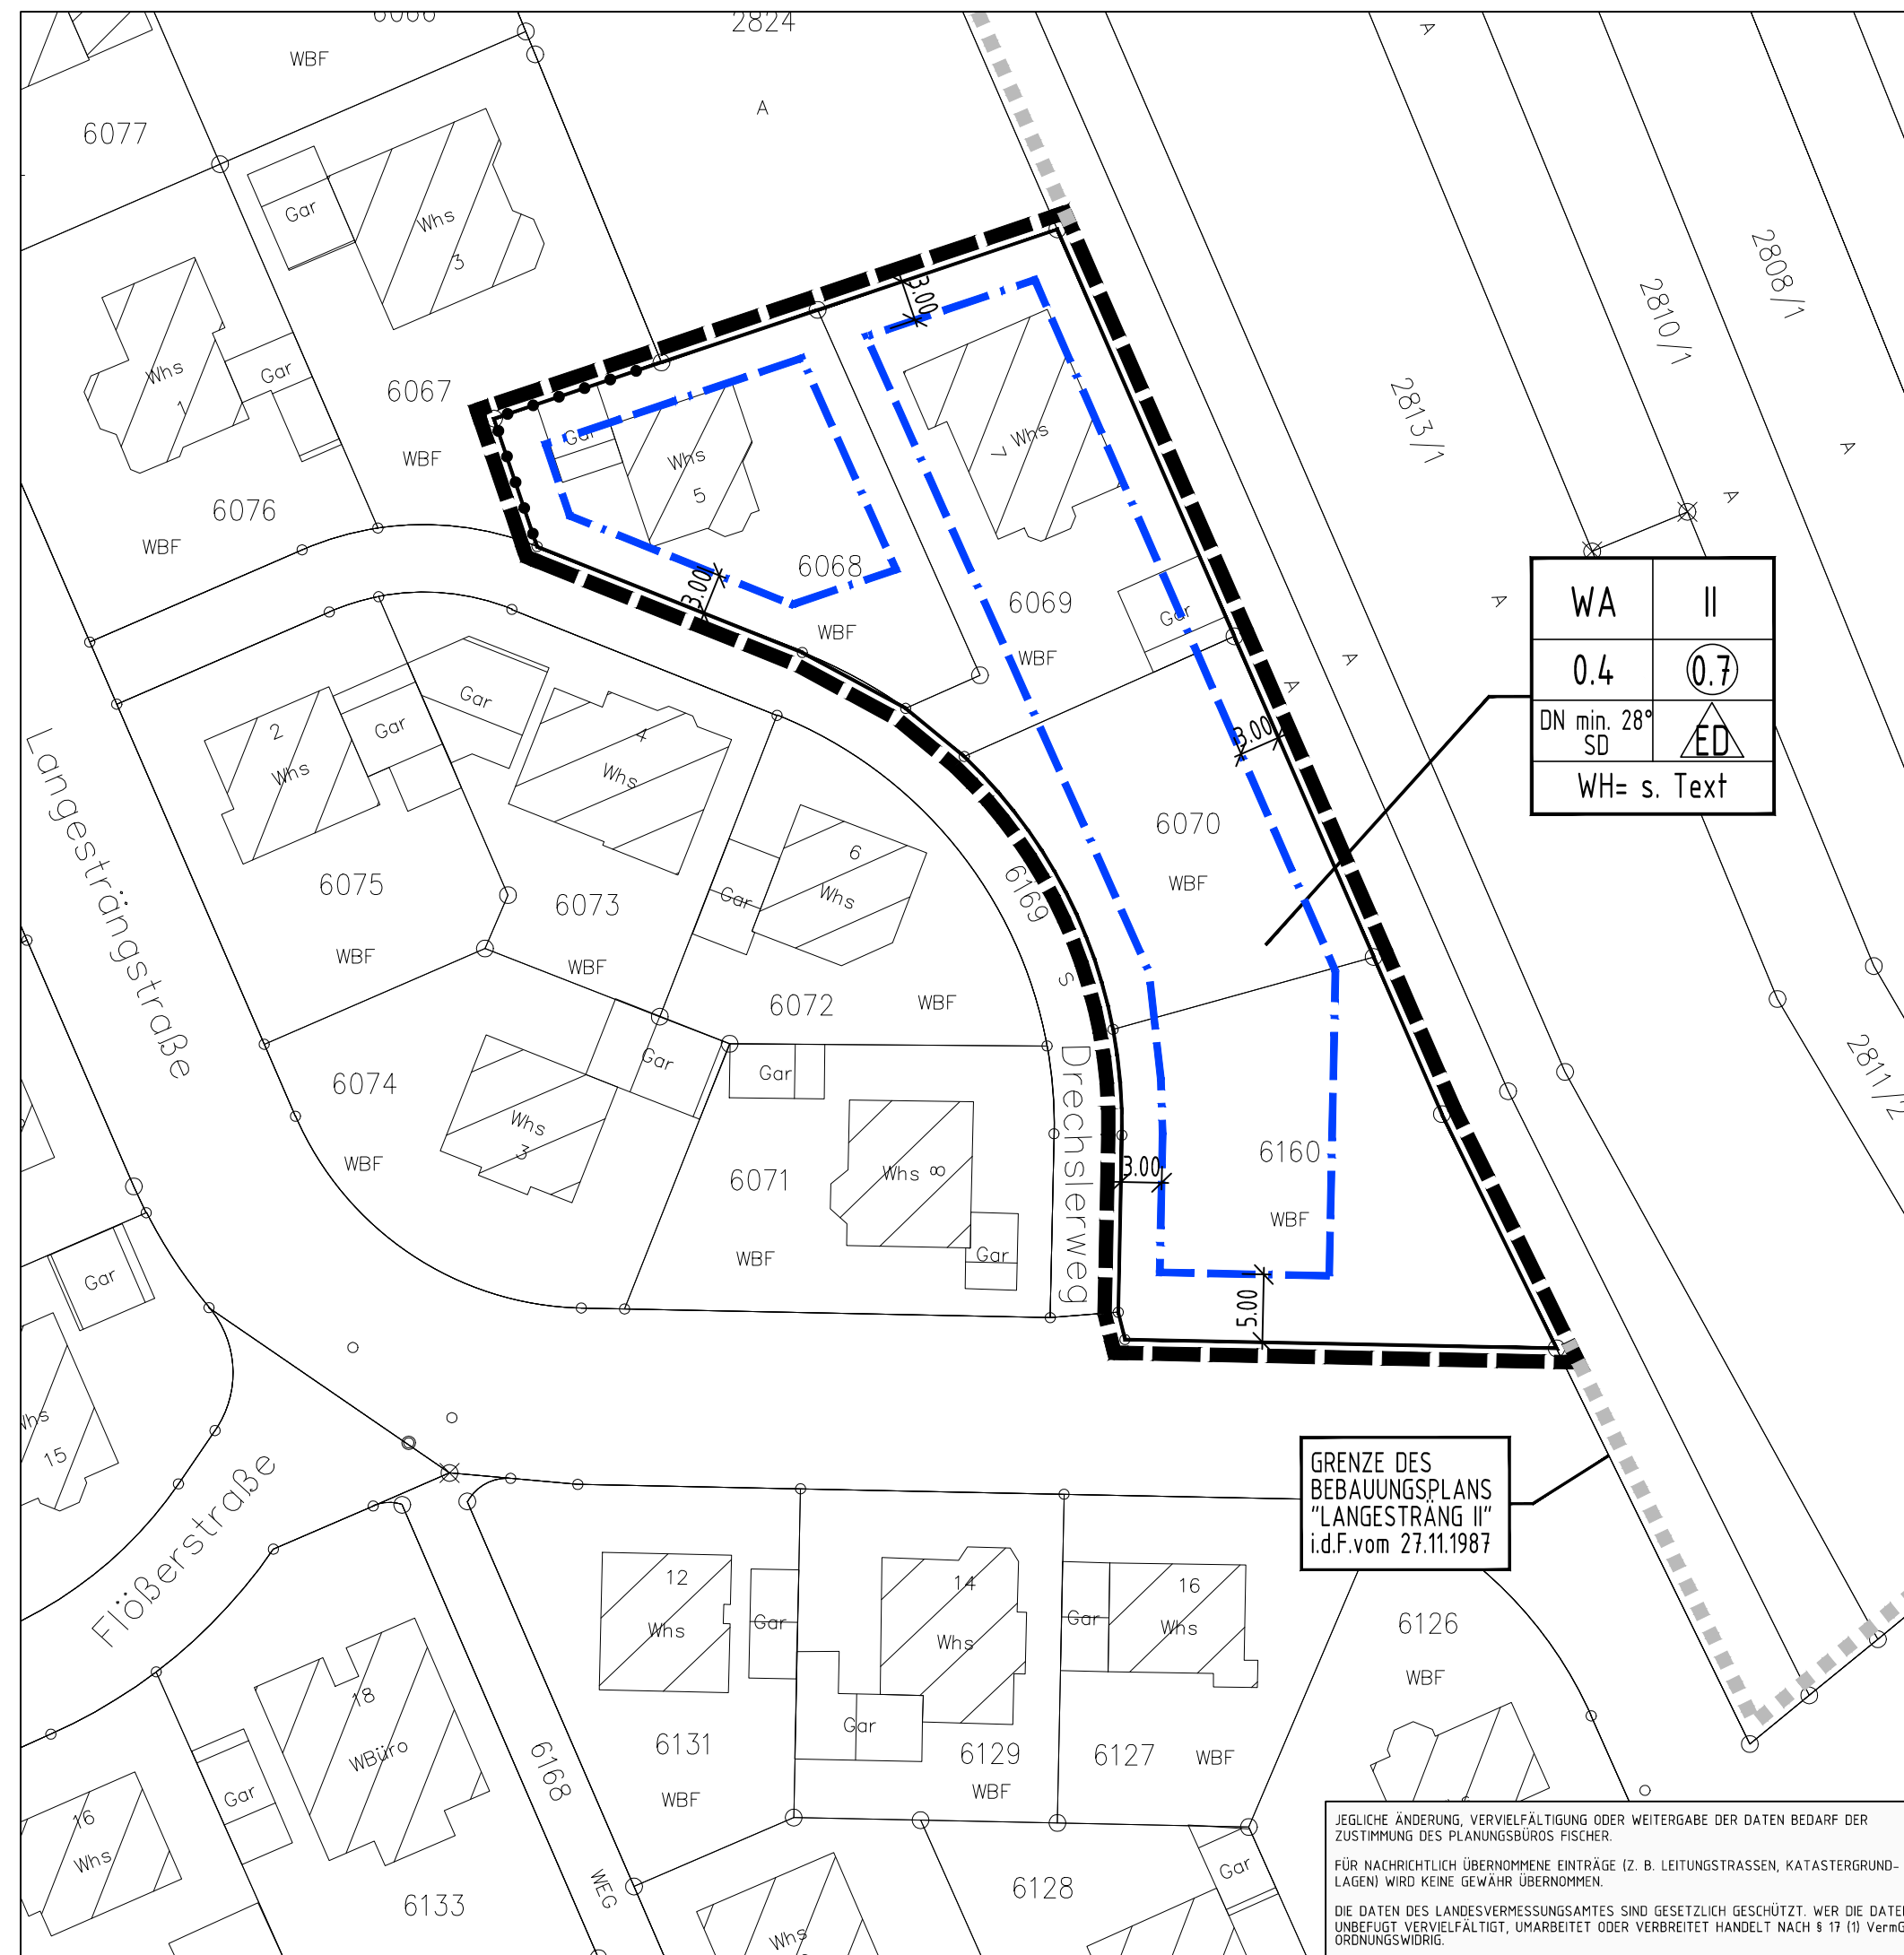 2824
WBF
A
A
6077
Gar
Whs
3
2808/1
2810/1
3.00
Whs
1
Gar
6067
WBF
2813/1
A
A
Gar
Whs
5
7 Whs
6076
WBF
6068
3.00
WBF
6069
WBF
Gar
A
A
A
WA II
0.4 0.7
DN min. 28° ED
SD
WH= s. Text
2
Whs
Gar
Gar
4
Whs
3.00
Langesträngstraße
6075
WBF
6073
WBF
6
Whs
Gar
6169
s
6070
WBF
6072
WBF
2811/2
6074
WBF
Gar
Whs
3
Gar
6071
WBF
Whs 8
Gar
Drechslerweg
3.00
6160
WBF
5.00
Gar
Whs
15
Flößerstraße
GRENZE DES
BEBAUUNGSPLANS
"LANGESTRÄNG II"
i.d.F.vom 27.11.1987
12
Whs
Gar
14
Whs
Gar
16
Whs
Gar
6126
WBF
18
WBüro
Gar
6168
WEG
6131
WBF
6129
WBF
6127
WBF
16
Whs
6133
Whs
6128
Gar
JEGLICHE ÄNDERUNG, VERVIELFÄLTIGUNG ODER WEITERGABE DER DATEN BEDARF DER
ZUSTIMMUNG DES PLANUNGSBÜROS FISCHER.
FÜR NACHRICHTLICH ÜBERNOMMENE EINTRÄGE (Z. B. LEITUNGSTRASSEN, KATASTERGRUND-
LAGEN) WIRD KEINE GEWÄHR ÜBERNOMMEN.
DIE DATEN DES LANDESVERMESSUNGSAMTES SIND GESETZLICH GESCHÜTZT. WER DIE DATEN
UNBEFUGT VERVIELFÄLTIGT, UMARBEITET ODER VERBREITET HANDELT NACH § 17 (1) VermG
ORDNUNGSWIDRIG.